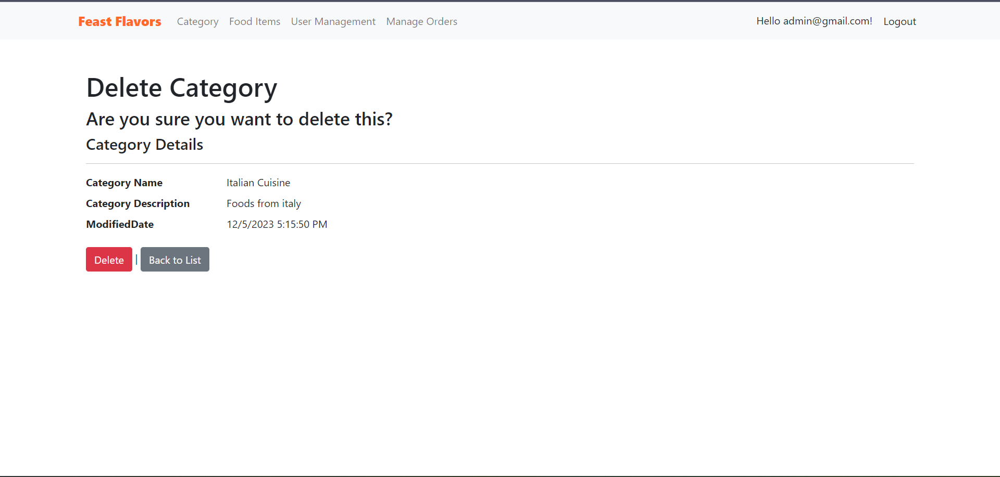 Feast Flavors Category Food Items User Management Manage Orders Hello admin@gmail.com! Logout
Delete Category
Are you sure you want to delete this?
Category Details
Category Name Italian Cuisine
Category Description Foods from italy
ModifiedDate 12/5/2023 5:15:50 PM
Delete | Back to List